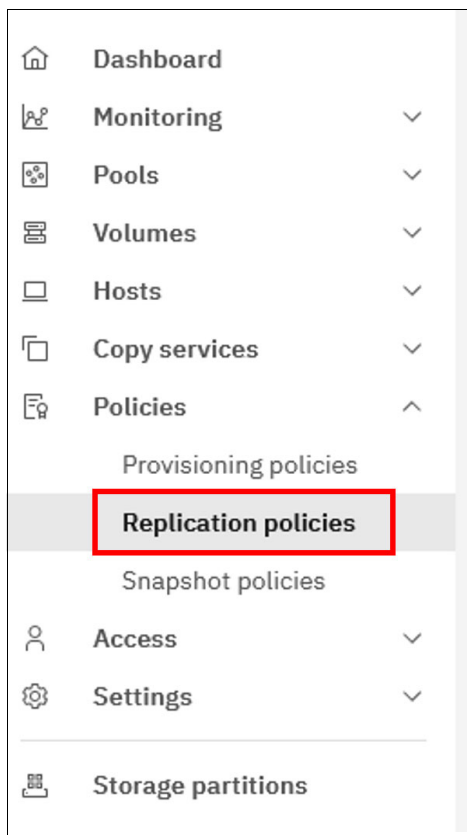 Dashboard
Monitoring
Pools
Volumes
Hosts
Copy services
Policies
Provisioning policies
Replication policies
Snapshot policies
Access
Settings
Storage partitions